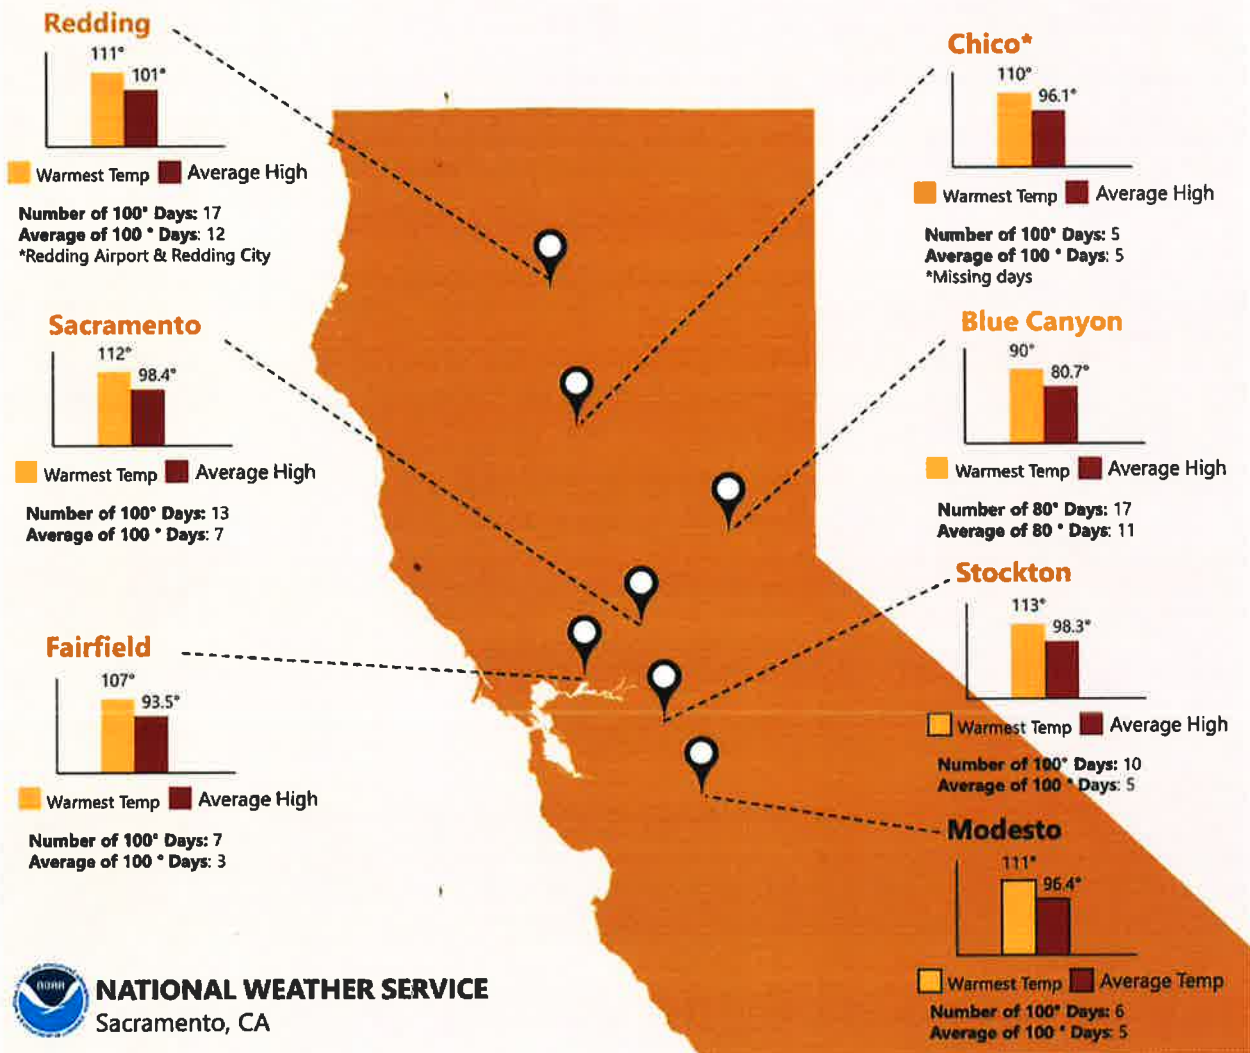 Redding
111°
101°
Warmest Temp Average High
Number of 100° Days: 17
Average of 100 ° Days: 12
*Redding Airport & Redding City
Sacramento
112°
98.4°
Warmest Temp Average High
Number of 100° Days: 13
Average of 100 ° Days: 7
Fairfield
107°
93.5°
Warmest Temp Average High
Number of 100° Days: 7
Average of 100 ° Days: 3
Chico*
110°
96.1°
Warmest Temp Average High
Number of 100° Days: 5
Average of 100 ° Days: 5
*Missing days
Blue Canyon
90°
80.7°
Warmest Temp Average High
Number of 80° Days: 17
Average of 80 ° Days: 11
Stockton
113°
98.3°
Warmest Temp Average High
Number of 100° Days: 10
Average of 100 ° Days: 5
Modesto
111°
96.4°
Warmest Temp Average Temp
Number of 100° Days: 6
Average of 100 ° Days: 5
NOAA
NATIONAL WEATHER SERVICE
Sacramento, CA